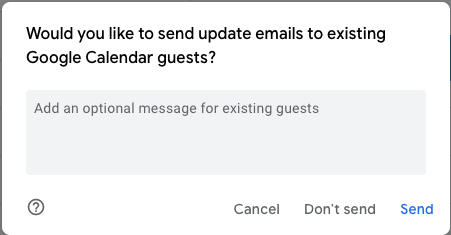 Would you like to send update emails to existing
Google Calendar guests?
Add an optional message for existing guests
Cancel Don't send Send